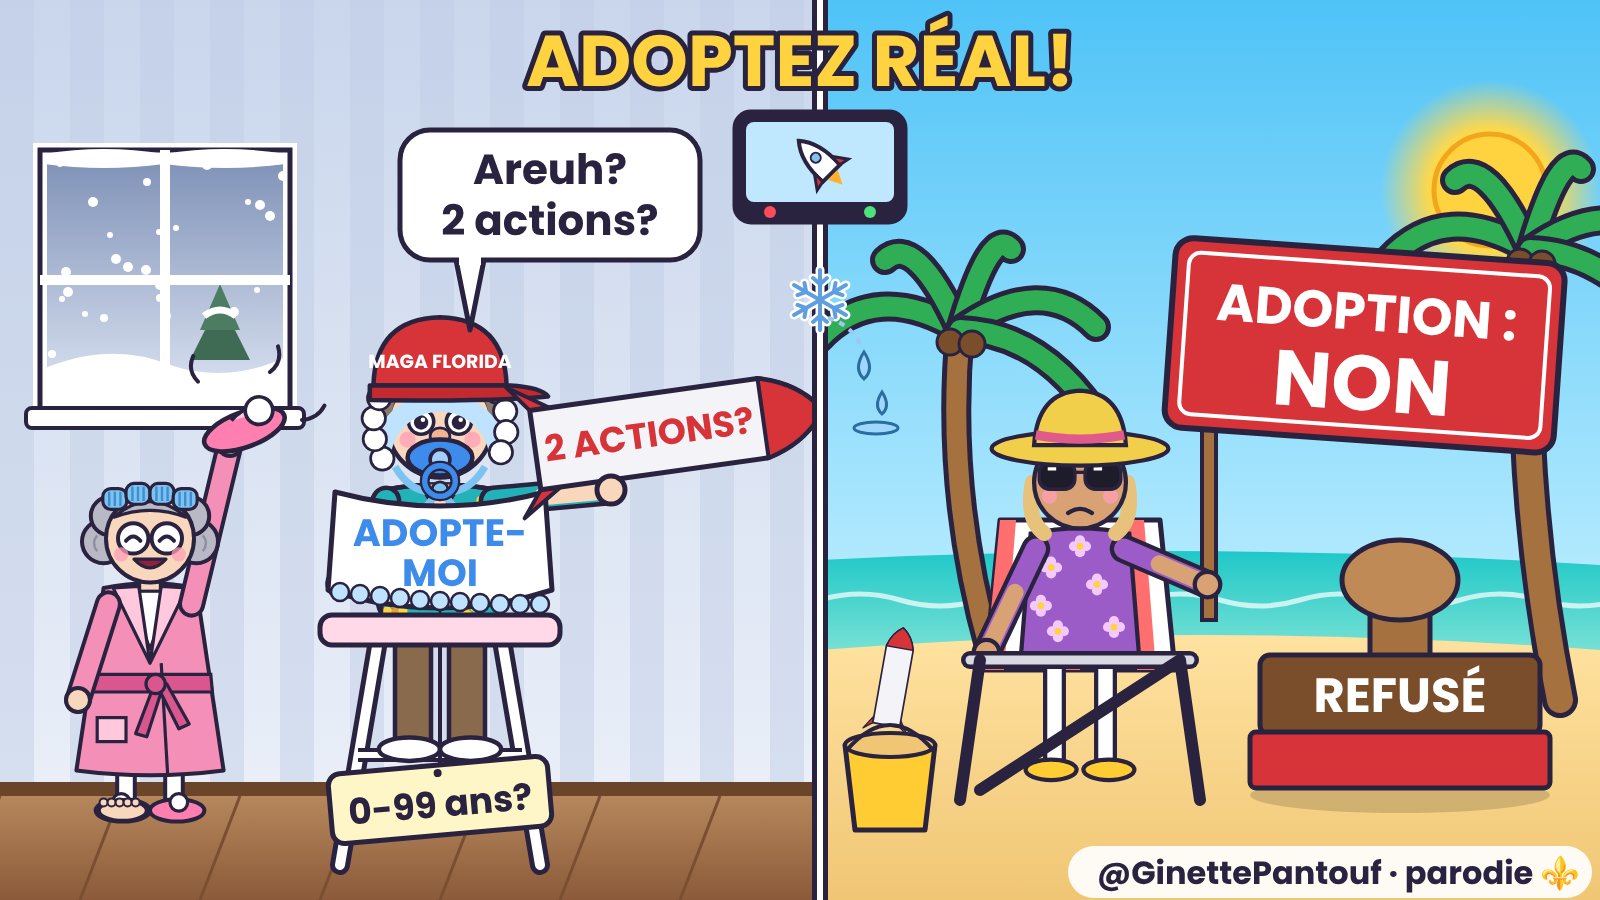 ADOPTEZ RÉAL!
Areuh?
2 actions?
MAGA FLORIDA
2 ACTIONS?
ADOPTE-
MOI
0-99 ans?
ADOPTION :
NON
REFUSÉ
@GinettePantouf · parodie